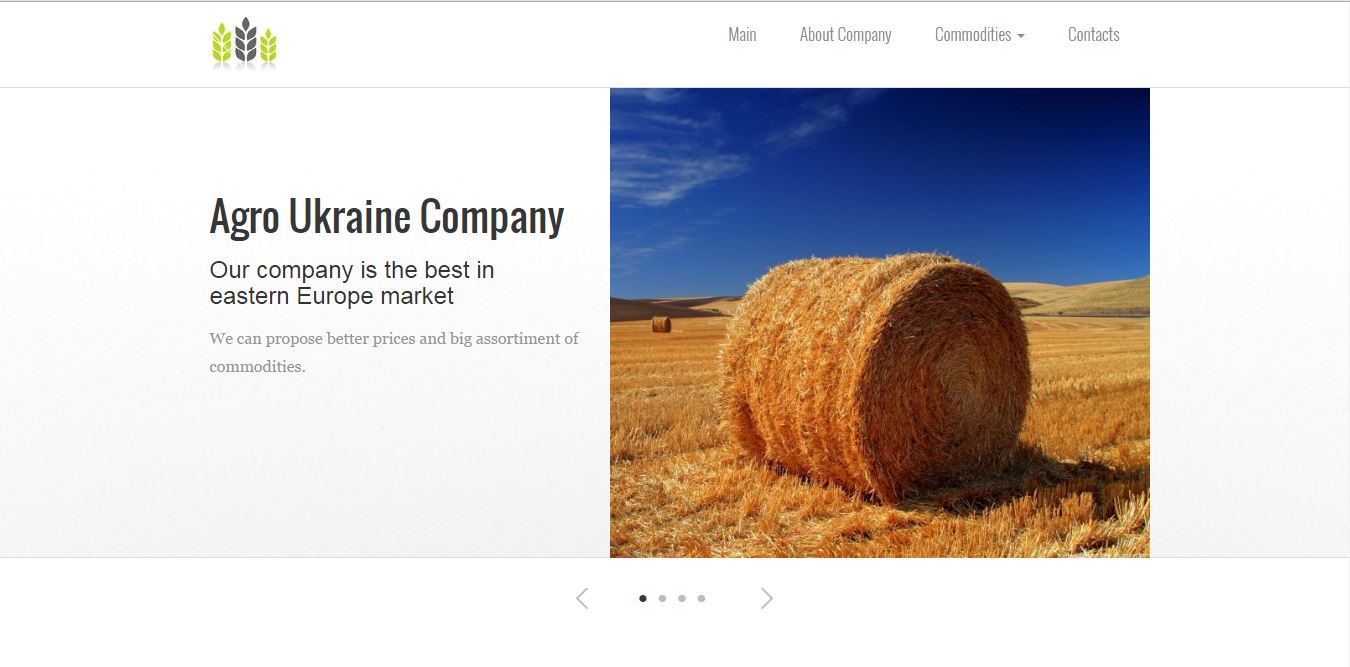 Main
About Company
Commodities
Contacts
Agro Ukraine Company
Our company is the best in
eastern Europe market
We can propose better prices and big assortiment of
commodities.